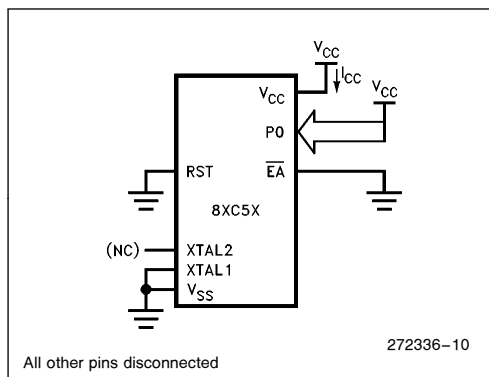 VCC
ICC
VCC
VCC
P0
RST
EA
8XC5X
(NC)
XTAL2
XTAL1
VSS
272336–10
All other pins disconnected